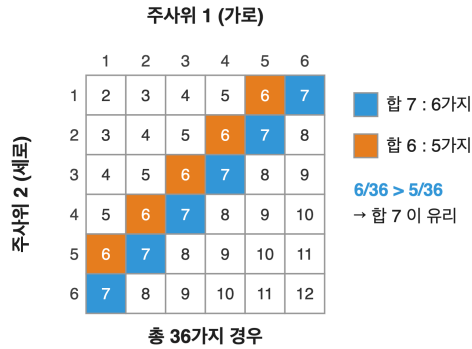 주사위 1 (가로)
1 2 3 4 5 6
주사위 2 (세로)
1 2 3 4 5 6 7
2 3 4 5 6 7 8
3 4 5 6 7 8 9
4 5 6 7 8 9 10
5 6 7 8 9 10 11
6 7 8 9 10 11 12
합 7 : 6가지
합 6 : 5가지
6/36 > 5/36
→ 합 7 이 유리
총 36가지 경우